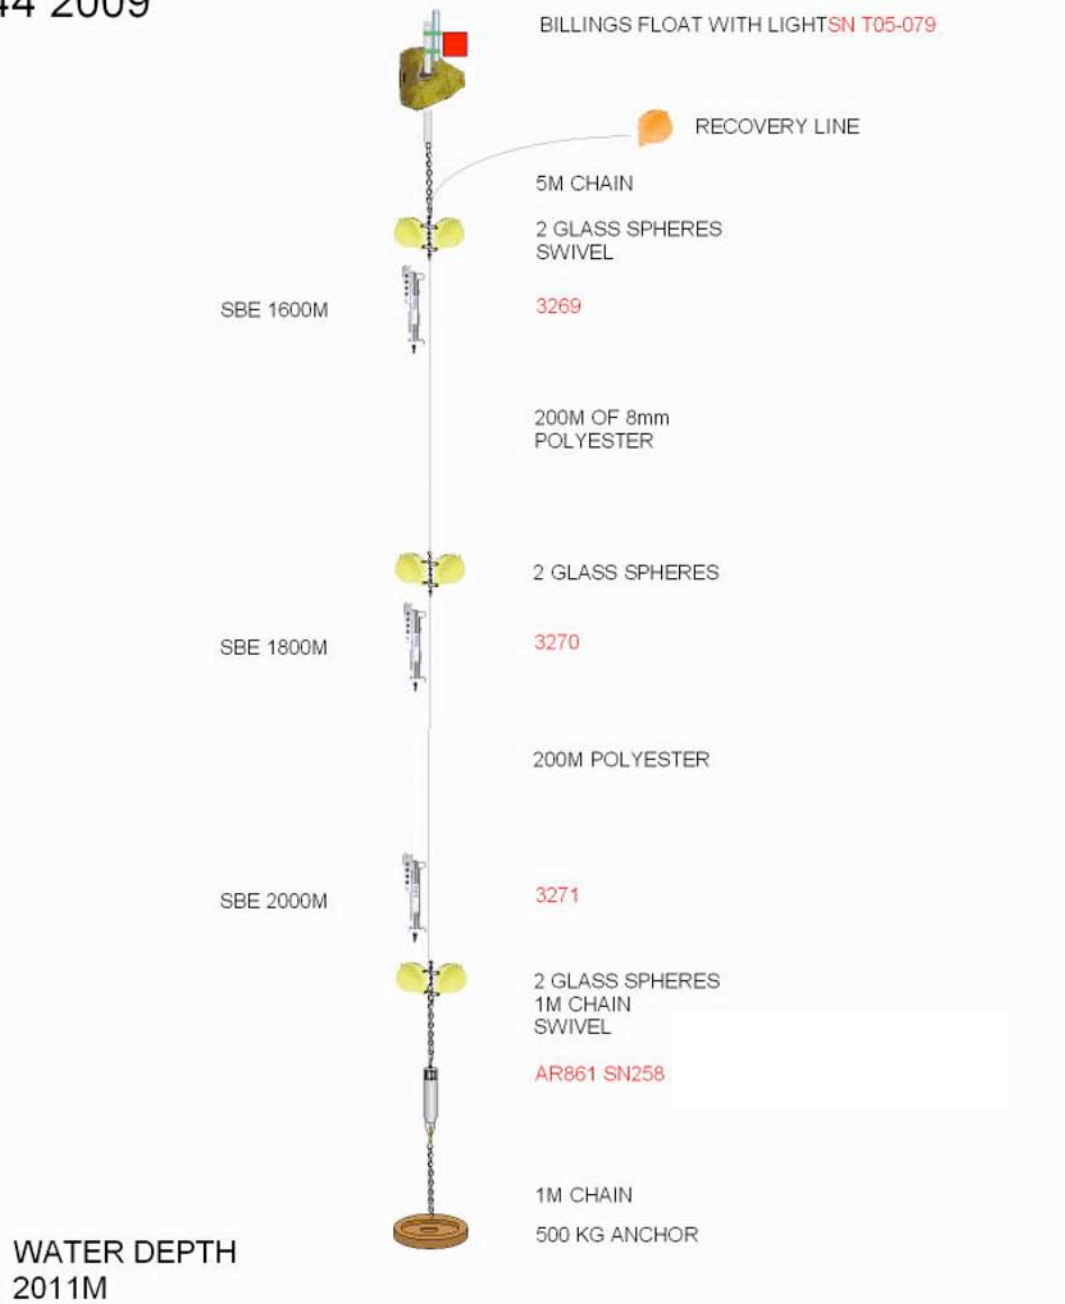 44 2009
BILLINGS FLOAT WITH LIGHTSN T05-079
RECOVERY LINE
5M CHAIN
2 GLASS SPHERES
SWIVEL
SBE 1600M
3269
200M OF 8mm
POLYESTER
2 GLASS SPHERES
SBE 1800M
3270
200M POLYESTER
SBE 2000M
3271
2 GLASS SPHERES
1M CHAIN
SWIVEL
AR861 SN258
1M CHAIN
500 KG ANCHOR
WATER DEPTH
2011M